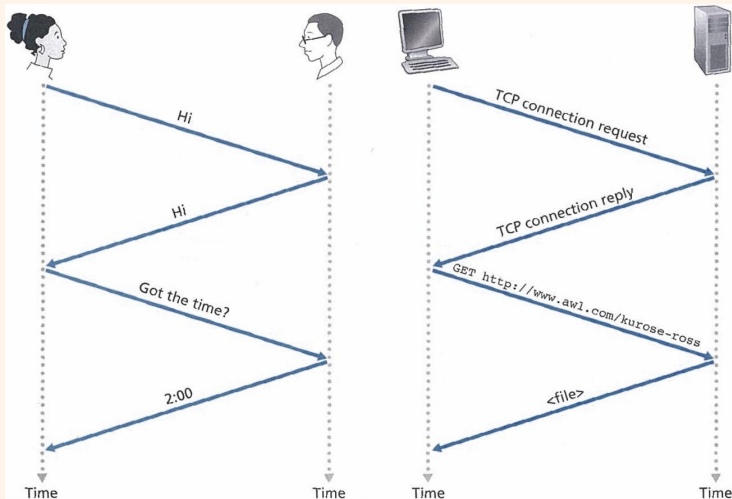 Hi
Hi
Got the time?
2:00
Time
Time
TCP connection request
TCP connection reply
GET http://www.awl.com/kurose-ross
<file>
Time
Time